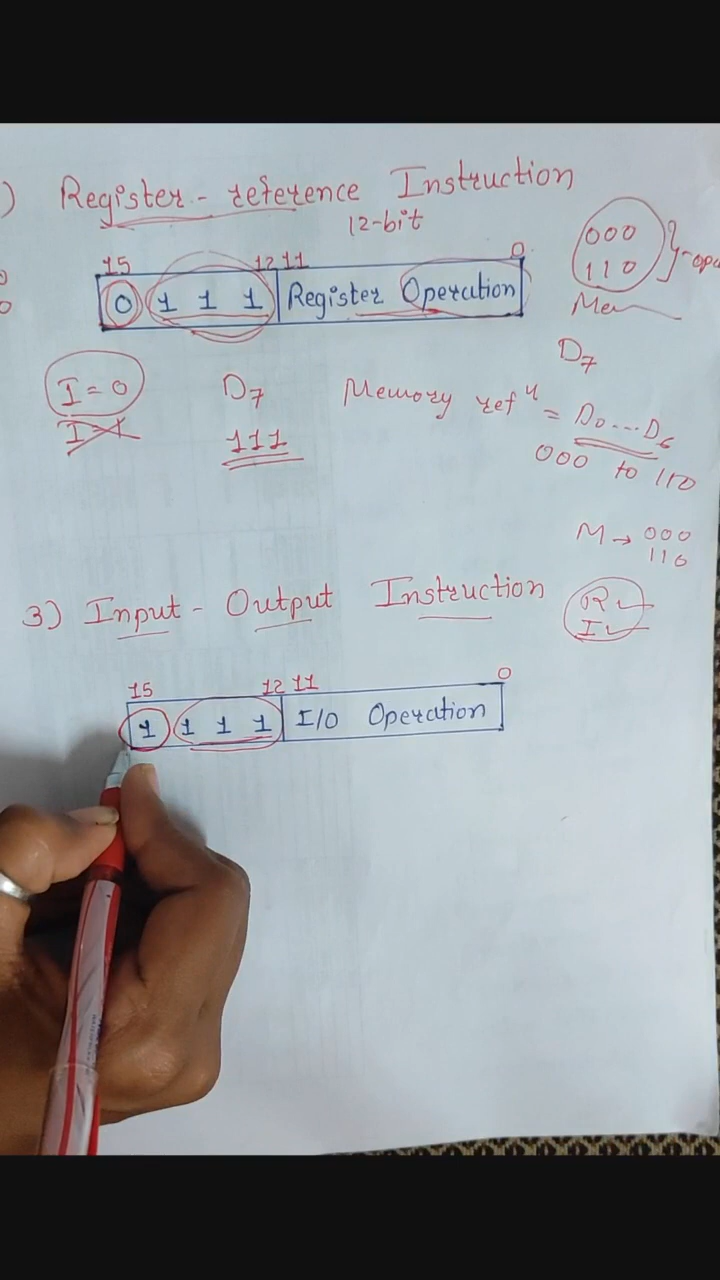 ) Register - reference Instruction
12-bit
15 12 11 0
0 1 1 1 Register Operation
000
110
I = 0
I = 1
D7
111
Memory ref4 = D0...D6
000 to 110
D7
M → 000
110
3) Input - Output Instruction
R
I
15 12 11 0
1 1 1 1 I/O Operation